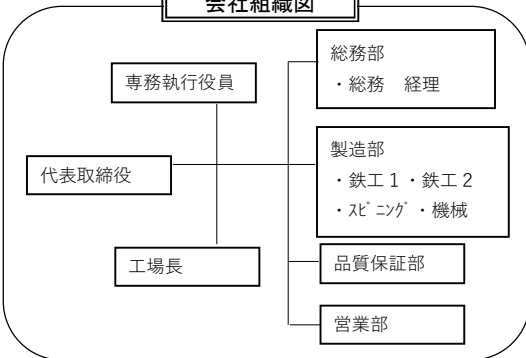 会社組織図
専務執行役員
代表取締役
工場長
総務部
・総務　経理
製造部
・鉄工１・鉄工２
・ｽﾋﾟﾆﾝｸﾞ・機械
品質保証部
営業部